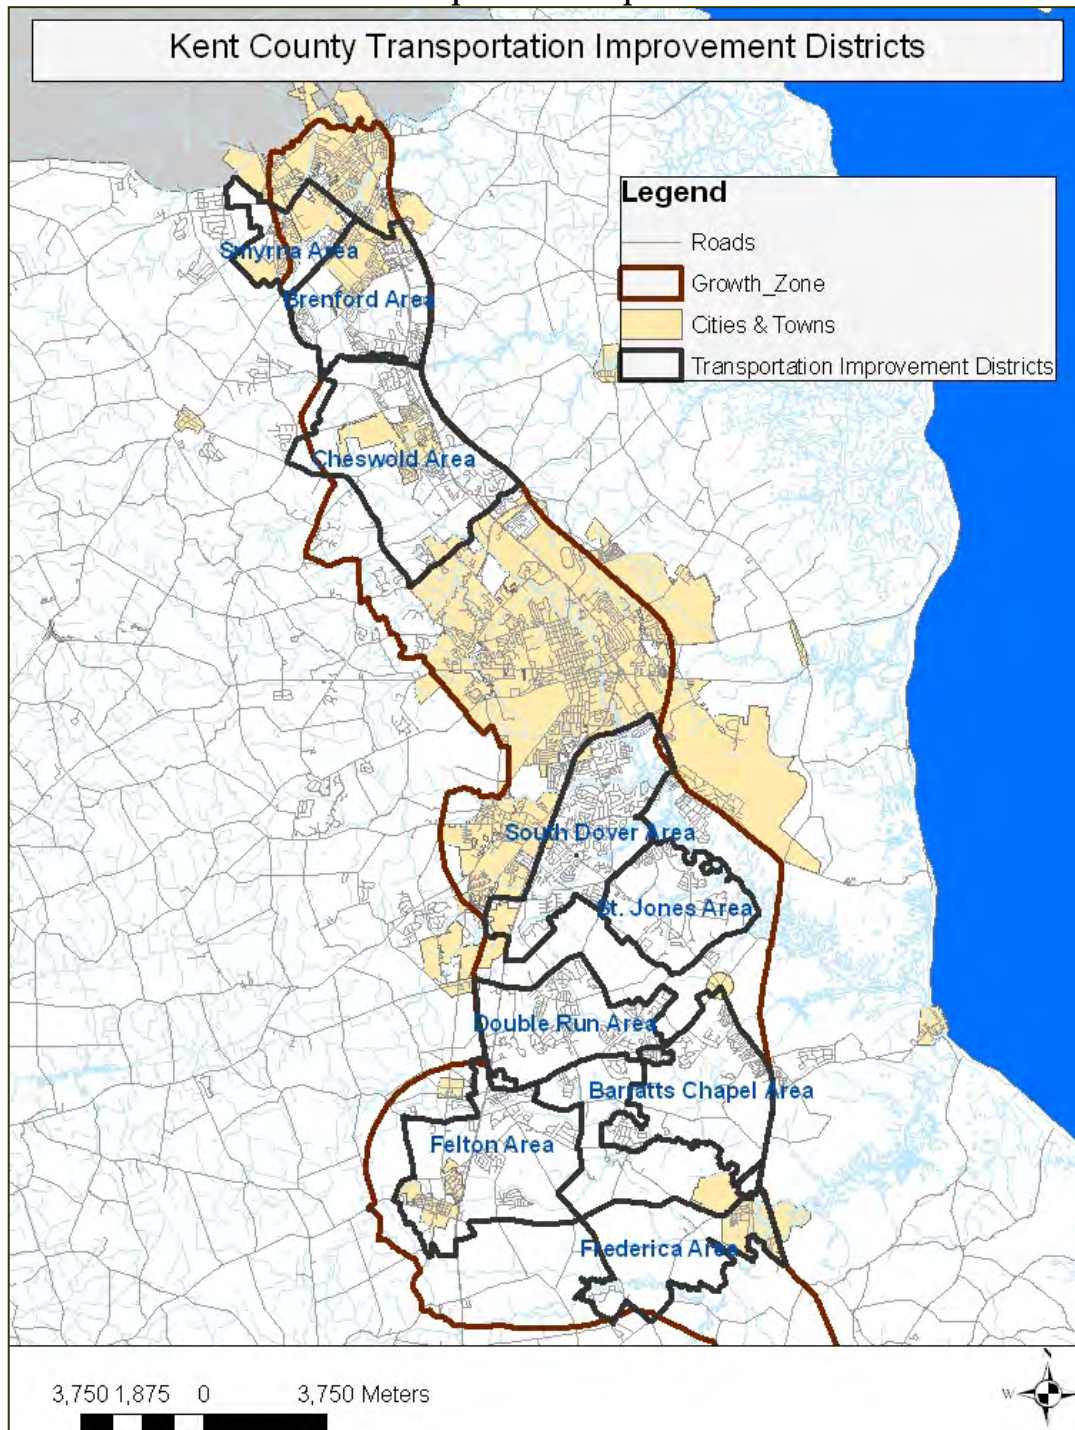 Kent County Transportation Improvement Districts
Legend
Roads
Growth_Zone
Cities & Towns
Transportation Improvement Districts
Smyrna Area
Brenford Area
Cheswold Area
South Dover Area
St. Jones Area
Double Run Area
Barratts Chapel Area
Felton Area
Frederica Area
N
W
3,750 1,875 0 3,750 Meters